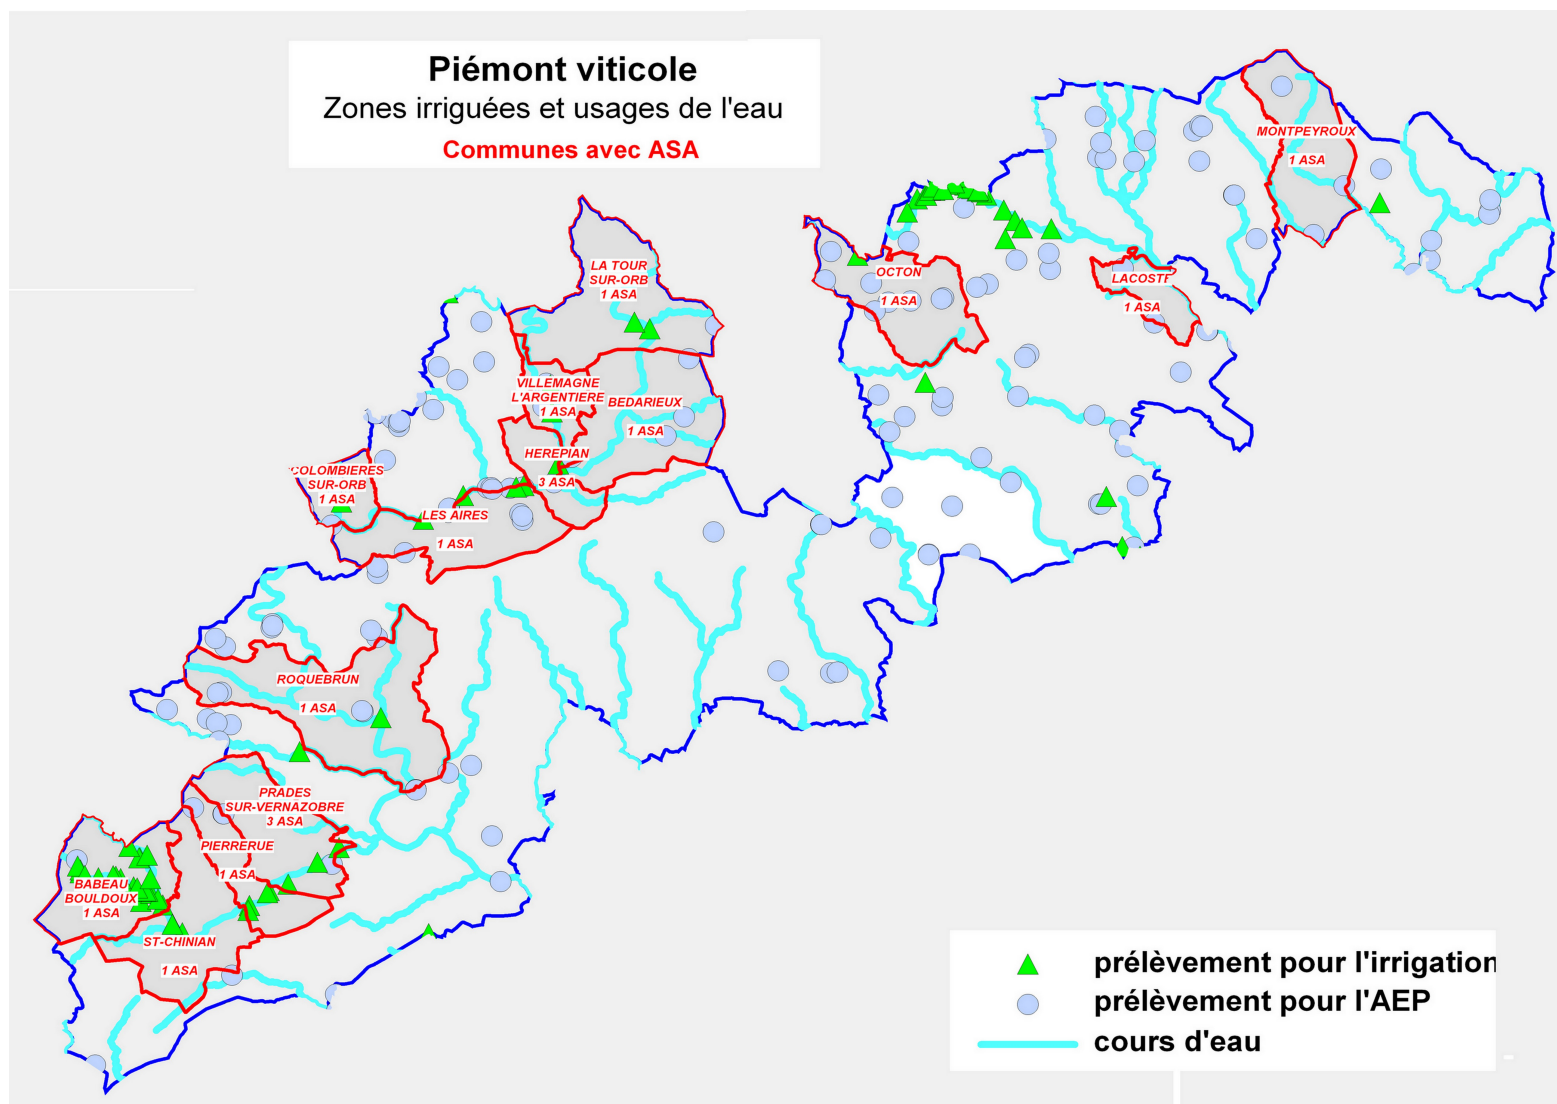 Piémont viticole
Zones irriguées et usages de l'eau
Communes avec ASA
MONTPEYROUX
1 ASA
LA TOUR
SUR-ORB
1 ASA
OCTON
1 ASA
LACOSTE
1 ASA
VILLEMAGNE
L'ARGENTIERE
1 ASA
BEDARIEUX
1 ASA
HEREPIAN
3 ASA
COLOMBIERES
SUR-ORB
1 ASA
LES AIRES
1 ASA
ROQUEBRUN
1 ASA
PRADES
SUR-VERNAZOBRE
3 ASA
PIERRERUE
1 ASA
BABEAU
BOULDOUX
1 ASA
ST-CHINIAN
1 ASA
prélèvement pour l'irrigation
prélèvement pour l'AEP
cours d'eau